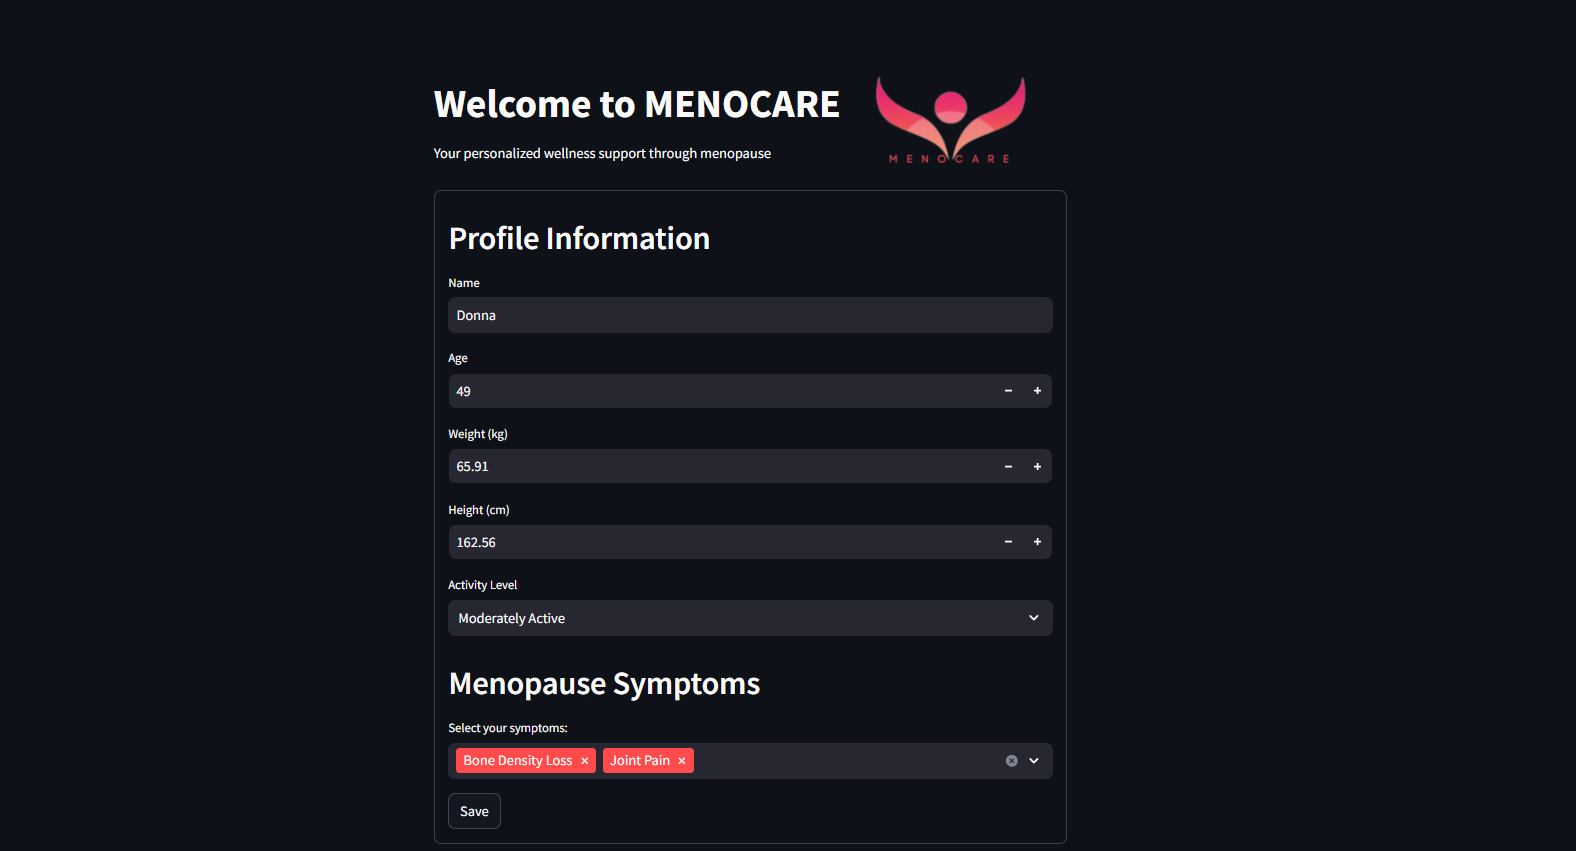 Welcome to MENOCARE
Your personalized wellness support through menopause
MENOCARE
Profile Information
Name
Donna
Age
49
Weight (kg)
65.91
Height (cm)
162.56
Activity Level
Moderately Active
Menopause Symptoms
Select your symptoms:
Bone Density Loss Joint Pain
Save